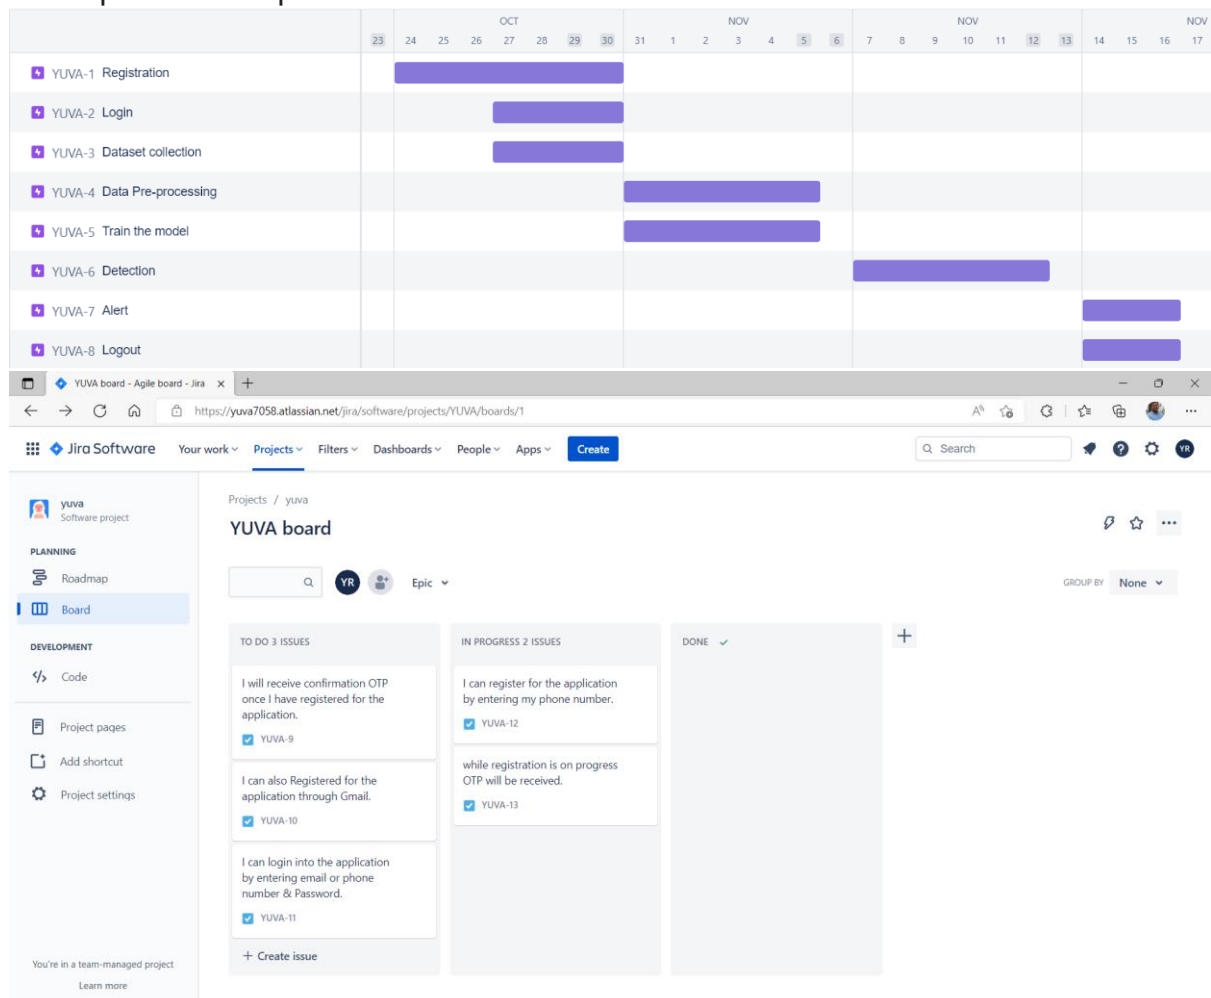 OCT NOV NOV NOV
23 24 25 26 27 28 29 30 31 1 2 3 4 5 6 7 8 9 10 11 12 13 14 15 16 17
YUVA-1 Registration
YUVA-2 Login
YUVA-3 Dataset collection
YUVA-4 Data Pre-processing
YUVA-5 Train the model
YUVA-6 Detection
YUVA-7 Alert
YUVA-8 Logout
YUVA board - Agile board - Jira
https://yuva7058.atlassian.net/jira/software/projects/YUVA/boards/1
Jira Software Your work Projects Filters Dashboards People Apps Create Search YR
yuva
Software project
PLANNING
Roadmap
Board
DEVELOPMENT
Code
Project pages
Add shortcut
Project settings
You're in a team-managed project
Learn more
Projects / yuva
YUVA board
YR Epic GROUP BY None
TO DO 3 ISSUES
I will receive confirmation OTP
once I have registered for the
application.
YUVA-9
I can also Registered for the
application through Gmail.
YUVA-10
I can login into the application
by entering email or phone
number & Password.
YUVA-11
+ Create issue
IN PROGRESS 2 ISSUES
I can register for the application
by entering my phone number.
YUVA-12
while registration is on progress
OTP will be received.
YUVA-13
DONE